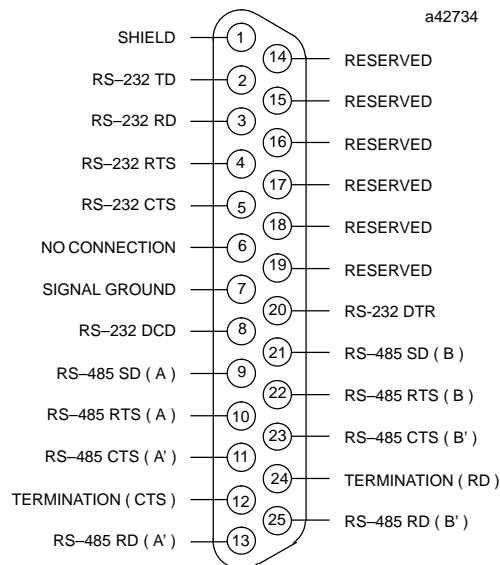 a42734
SHIELD 1
14 RESERVED
RS–232 TD 2
15 RESERVED
RS–232 RD 3
16 RESERVED
RS–232 RTS 4
17 RESERVED
RS–232 CTS 5
18 RESERVED
NO CONNECTION 6
19 RESERVED
SIGNAL GROUND 7
20 RS-232 DTR
RS–232 DCD 8
21 RS–485 SD ( B )
RS–485 SD ( A ) 9
22 RS–485 RTS ( B )
RS–485 RTS ( A ) 10
23 RS–485 CTS ( B' )
RS–485 CTS ( A' ) 11
24 TERMINATION ( RD )
TERMINATION ( CTS ) 12
25 RS–485 RD ( B' )
RS–485 RD ( A' ) 13